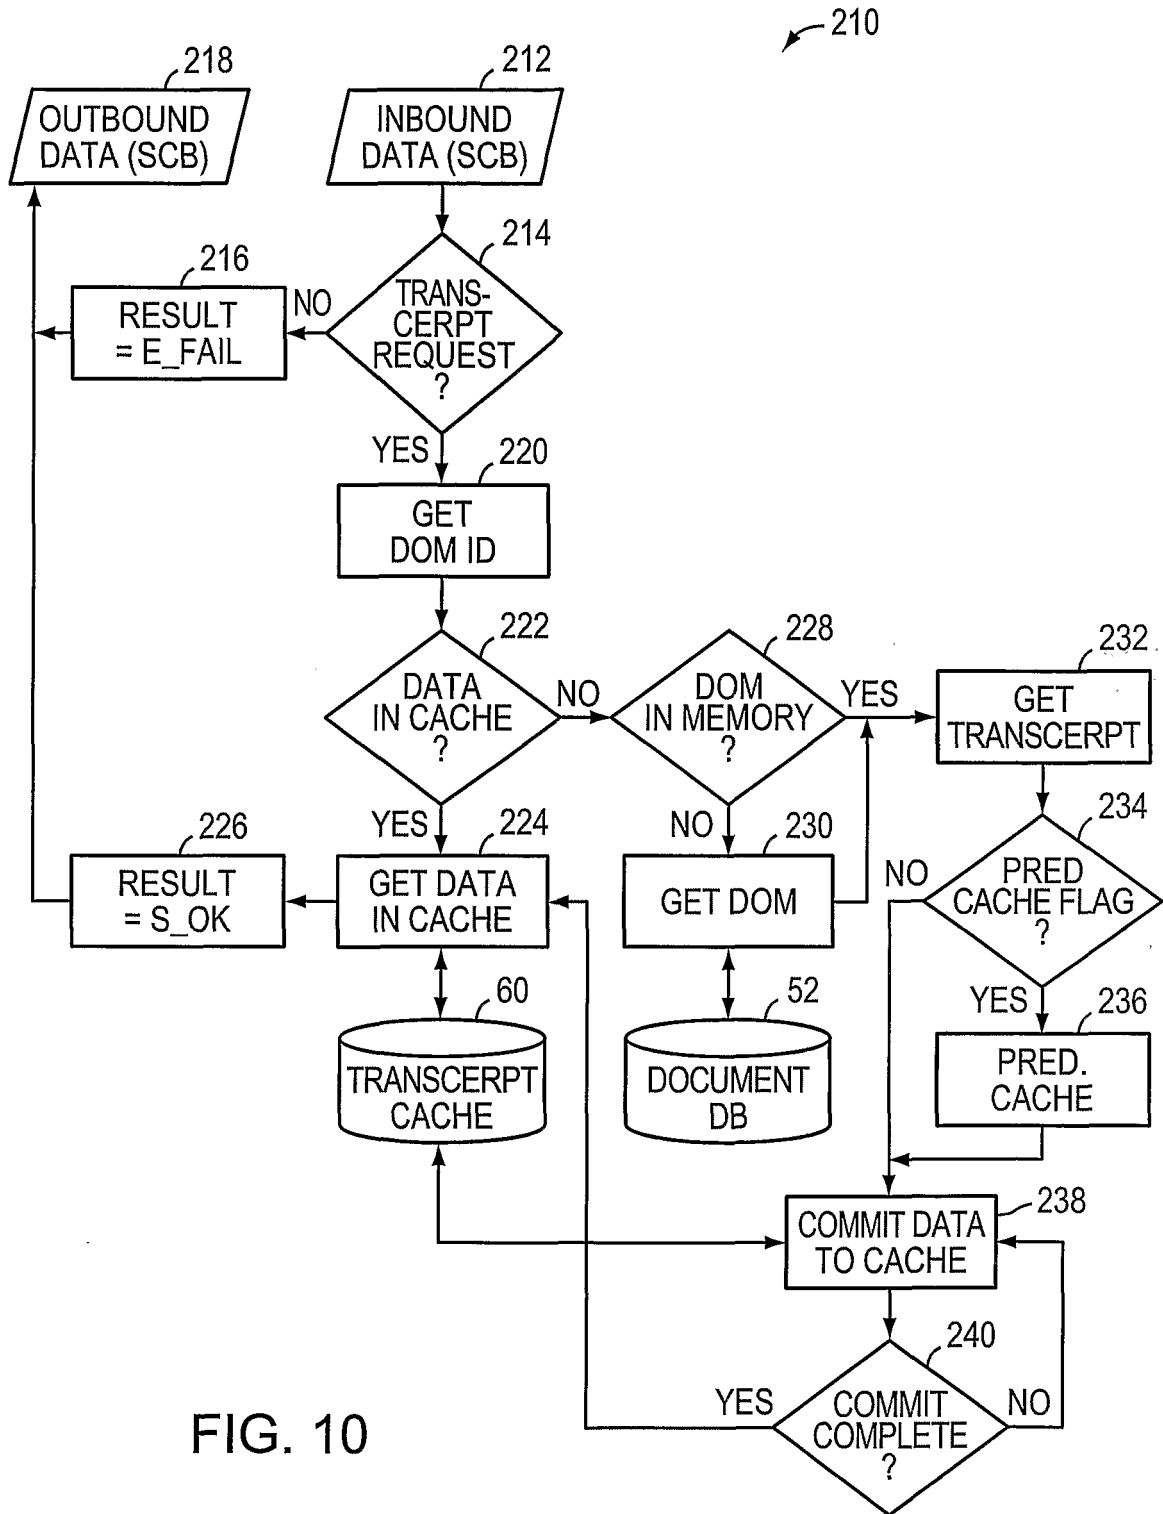 210
218
212
OUTBOUND
DATA (SCB)
INBOUND
DATA (SCB)
214
216
RESULT
= E_FAIL
NO
TRANS-
CERPT
REQUEST
?
YES
220
GET
DOM ID
222
DATA
IN CACHE
?
NO
228
DOM
IN MEMORY
?
YES
232
GET
TRANSCERPT
YES
NO
226
RESULT
= S_OK
224
GET DATA
IN CACHE
230
GET DOM
234
NO
PRED
CACHE FLAG
?
YES
60
TRANSCERPT
CACHE
52
DOCUMENT
DB
236
PRED.
CACHE
238
COMMIT DATA
TO CACHE
240
YES
COMMIT
COMPLETE
?
NO
FIG. 10